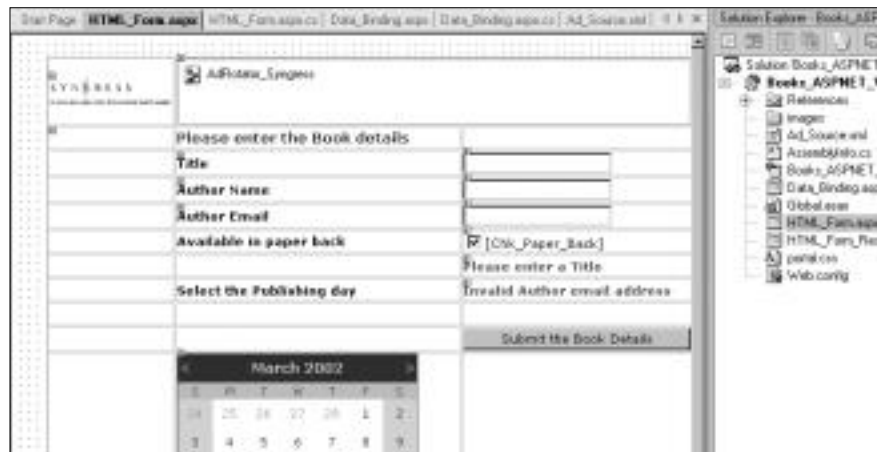 Start Page HTML_Form.aspx HTML_Form.aspx.cs Data_Binding.aspx Data_Binding.aspx.cs Ad_Source.xml
Solution Explorer - Books_ASP
SYNGRESS
AdRotator_Syngress
Please enter the Book details
Title
Author Name
Author Email
Available in paper back
[Chk_Paper_Back]
Please enter a Title
Select the Publishing day
Invalid Author email address
Submit the Book Details
< March 2002 >
S M T W T F S
24 25 26 27 28 1 2
3 4 5 6 7 8 9
Solution 'Books_ASPNET
Books_ASPNET_
References
images
Ad_Source.xml
AssemblyInfo.cs
Books_ASPNET_
Data_Binding.asp
Global.asax
HTML_Form.aspx
HTML_Form_Res
portal.css
Web.config